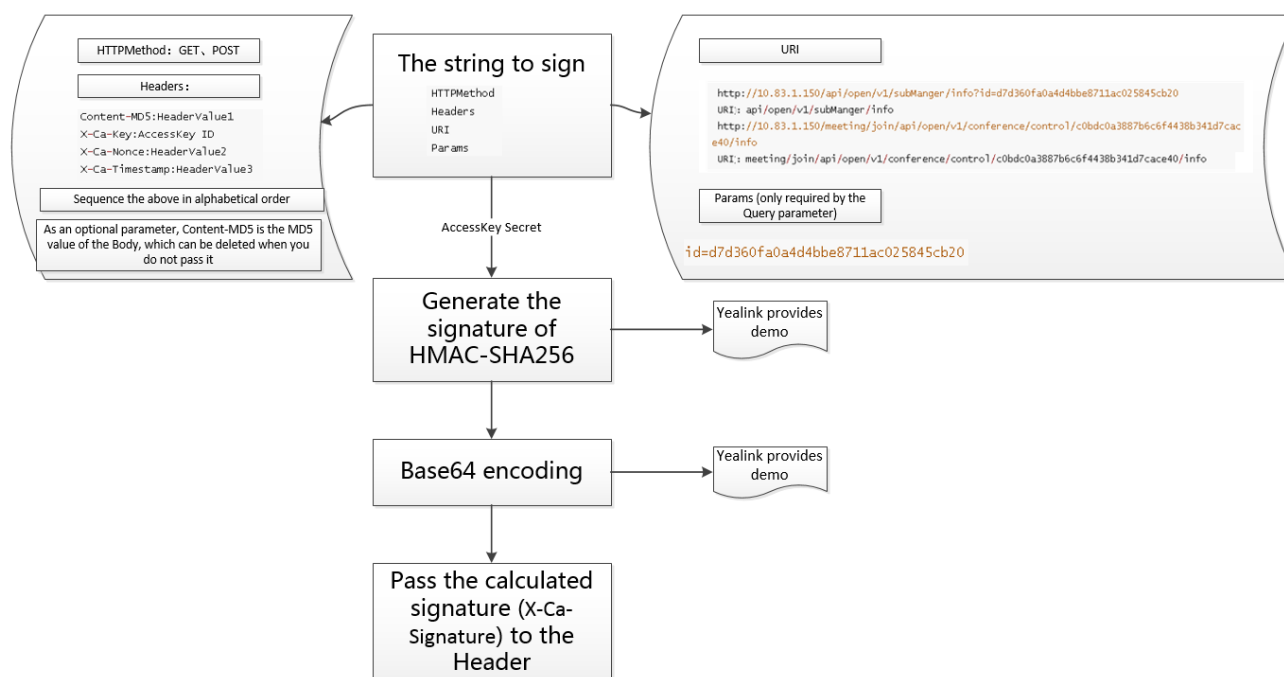 HTTPMethod：GET、POST
Headers：
Content-MD5:HeaderValue1
X-Ca-Key:AccessKey ID
X-Ca-Nonce:HeaderValue2
X-Ca-Timestamp:HeaderValue3
Sequence the above in alphabetical order
As an optional parameter, Content-MD5 is the MD5
value of the Body, which can be deleted when you
do not pass it
The string to sign
HTTPMethod
Headers
URI
Params
URI
http://10.83.1.150/api/open/v1/subManger/info?id=d7d360fa0a4d4bbe8711ac025845cb20
URI：api/open/v1/subManger/info
http://10.83.1.150/meeting/join/api/open/v1/conference/control/c0bdc0a3887b6c6f4438b341d7cac
e40/info
URI：meeting/join/api/open/v1/conference/control/c0bdc0a3887b6c6f4438b341d7cace40/info
Params (only required by the
Query parameter)
id=d7d360fa0a4d4bbe8711ac025845cb20
AccessKey Secret
Generate the
signature of
HMAC-SHA256
Yealink provides
demo
Base64 encoding
Yealink provides
demo
Pass the calculated
signature (X-Ca-
Signature) to the
Header